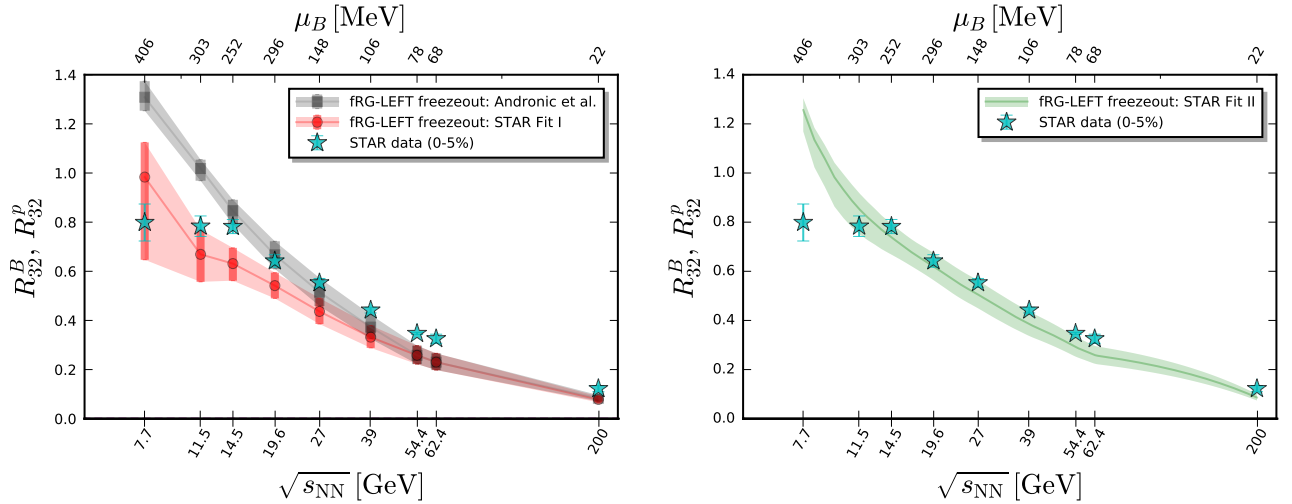 μ_B [MeV]
406 303 252 296 148 106 78 68 22
1.4
1.2
1.0
0.8
0.6
0.4
0.2
0.0
R^B_32, R^p_32
fRG-LEFT freezeout: Andronic et al.
fRG-LEFT freezeout: STAR Fit I
STAR data (0-5%)
7.7 11.5 14.5 19.6 27 39 54.4 62.4 200
√s_NN [GeV]
μ_B [MeV]
406 303 252 296 148 106 78 68 22
1.4
1.2
1.0
0.8
0.6
0.4
0.2
0.0
R^B_32, R^p_32
fRG-LEFT freezeout: STAR Fit II
STAR data (0-5%)
7.7 11.5 14.5 19.6 27 39 54.4 62.4 200
√s_NN [GeV]